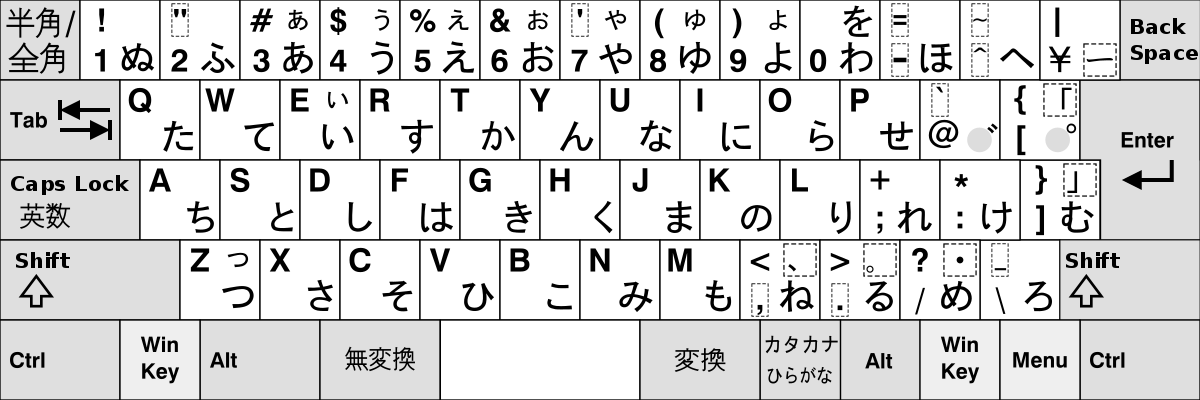 半角/ ! " # ぁ $ ぅ % ぇ & ぉ ' ゃ ( ゅ ) ょ を = ~ | Back
全角 1 ぬ 2 ふ 3 あ 4 う 5 え 6 お 7 や 8 ゆ 9 よ 0 わ - ほ ^ へ ¥ ー Space
Tab Q W E ぃ R T Y U I O P ` { 「 Enter
た て い す か ん な に ら @ ゛ [ ゜ せ
Caps Lock A S D F G H J K L + * } 」
英数 ち と し は き く ま の り ; れ : け ] む
Shift Z っ X C V B N M < 、 > 。 ? ・ _ Shift
つ さ そ ひ こ み も , ね . る / め \ ろ
Ctrl Win Key Alt 無変換 変換 カタカナ ひらがな Alt Win Key Menu Ctrl